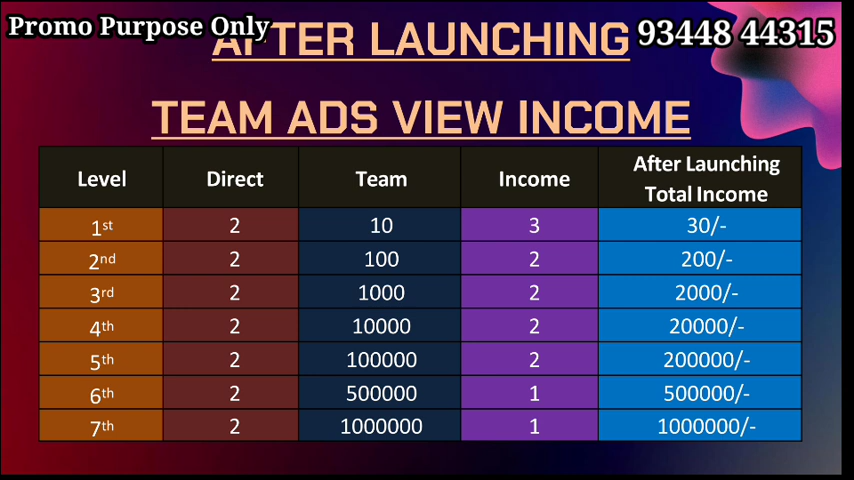 Promo Purpose Only
AFTER LAUNCHING
93448 44315
TEAM ADS VIEW INCOME
Level Direct Team Income After Launching Total Income
1st 2 10 3 30/-
2nd 2 100 2 200/-
3rd 2 1000 2 2000/-
4th 2 10000 2 20000/-
5th 2 100000 2 200000/-
6th 2 500000 1 500000/-
7th 2 1000000 1 1000000/-